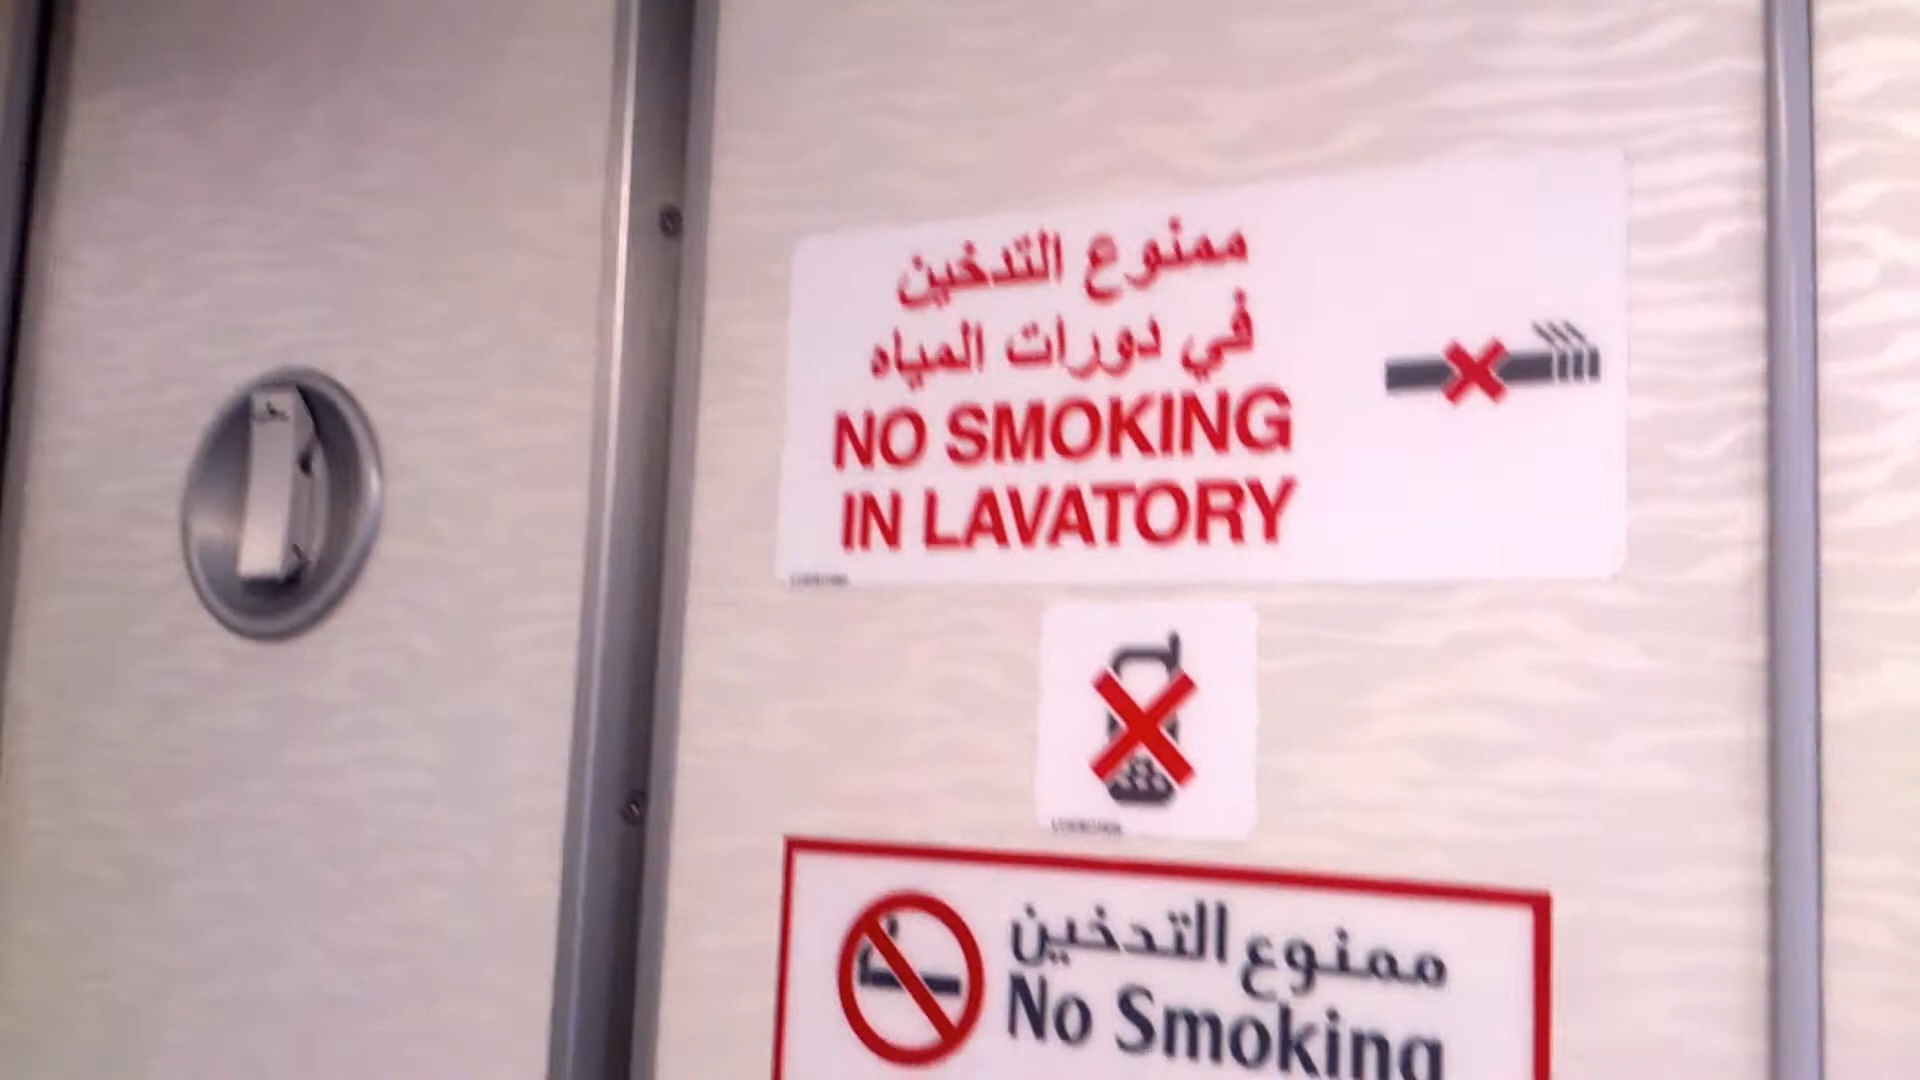 ممنوع التدخين
في دورات المياه
NO SMOKING
IN LAVATORY
ممنوع التدخين
No Smoking